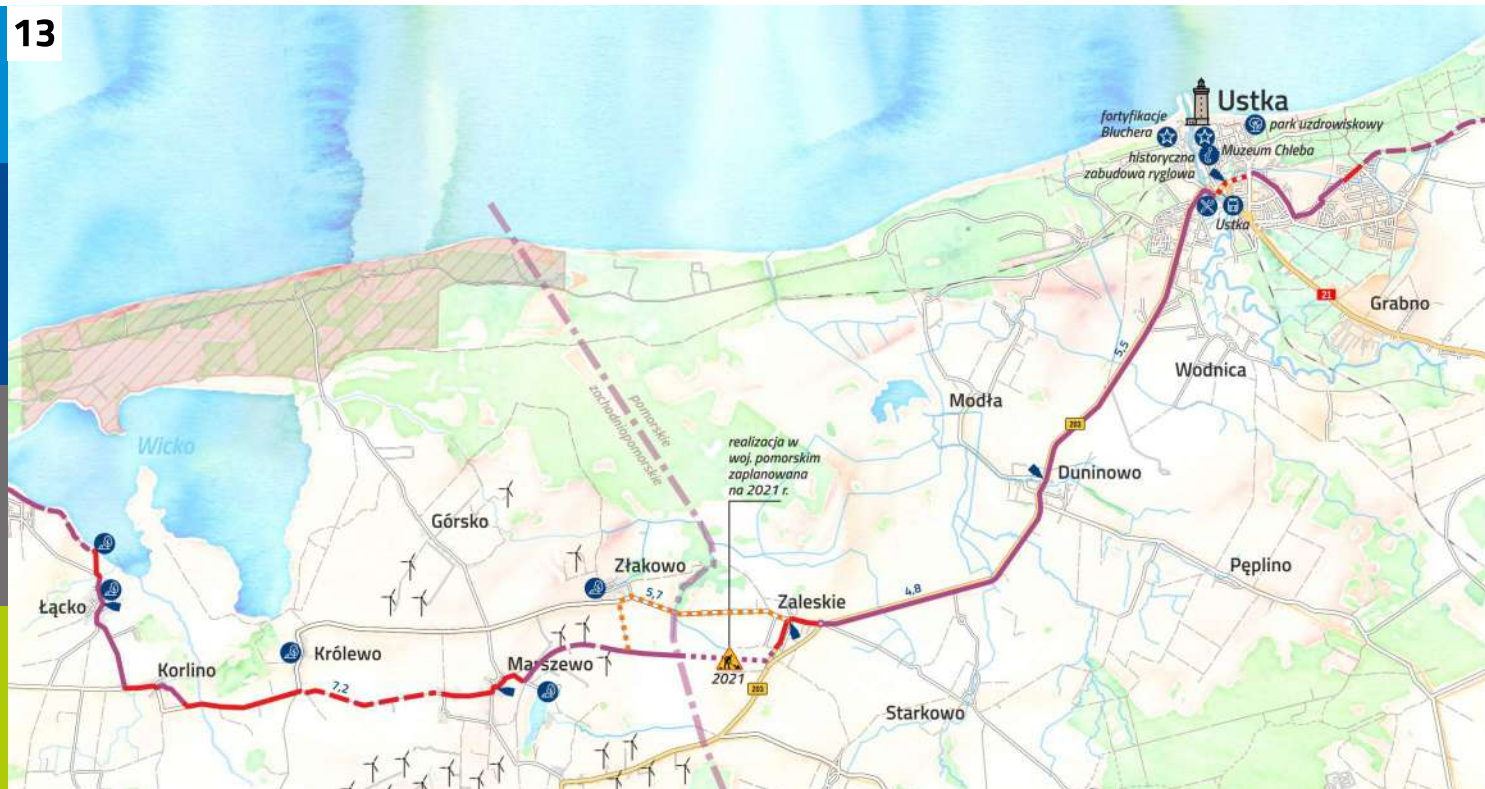 13
Ustka
fortyfikacje
Blüchera
park uzdrowiskowy
Muzeum Chleba
historyczna
zabudowa ryglowa
Ustka
21
Grabno
5,5
Wodnica
Modła
203
Duninowo
pomorskie
zachodniopomorskie
realizacja w
woj. pomorskim
zaplanowana
na 2021 r.
Wicko
Górsko
Złakowo
5,7
Zaleskie
4,8
Pęplino
Łącko
Królewo
Marszewo
Korlino
7,2
2021
203
Starkowo